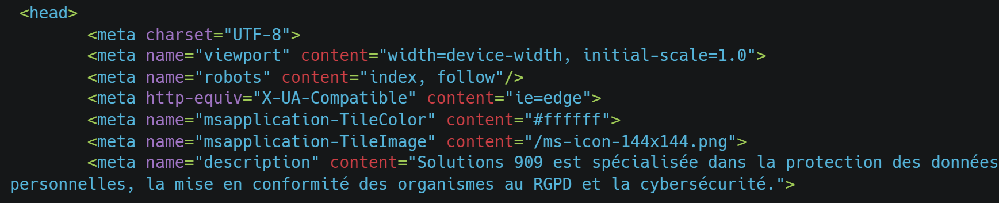 <head>
<meta charset="UTF-8">
<meta name="viewport" content="width=device-width, initial-scale=1.0">
<meta name="robots" content="index, follow"/>
<meta http-equiv="X-UA-Compatible" content="ie=edge">
<meta name="msapplication-TileColor" content="#ffffff">
<meta name="msapplication-TileImage" content="/ms-icon-144x144.png">
<meta name="description" content="Solutions 909 est spécialisée dans la protection des données
personnelles, la mise en conformité des organismes au RGPD et la cybersécurité.">